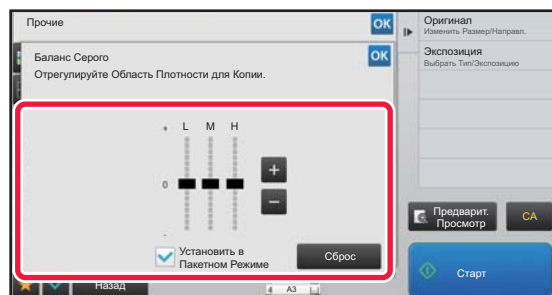 Прочие
OK
Баланс Серого
OK
Отрегулируйте Область Плотности для Копии.
L M H
+
0
-
+
−
Установить в
Пакетном Режиме
Сброс
Назад
A3
Оригинал
Изменить Размер/Направл.
Экспозиция
Выбрать Тип/Экспозицию
Предварит.
Просмотр
CA
Старт